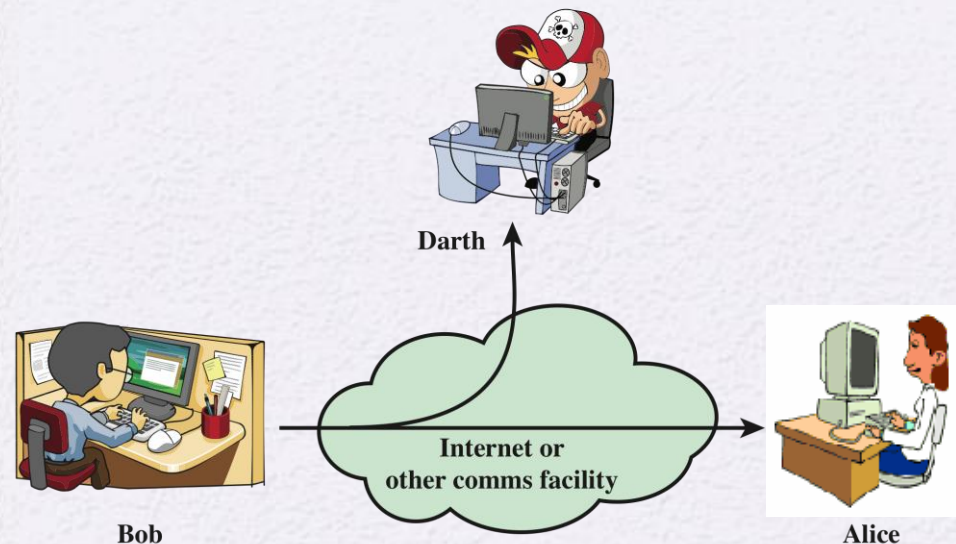 Darth
Internet or
other comms facility
Bob
Alice